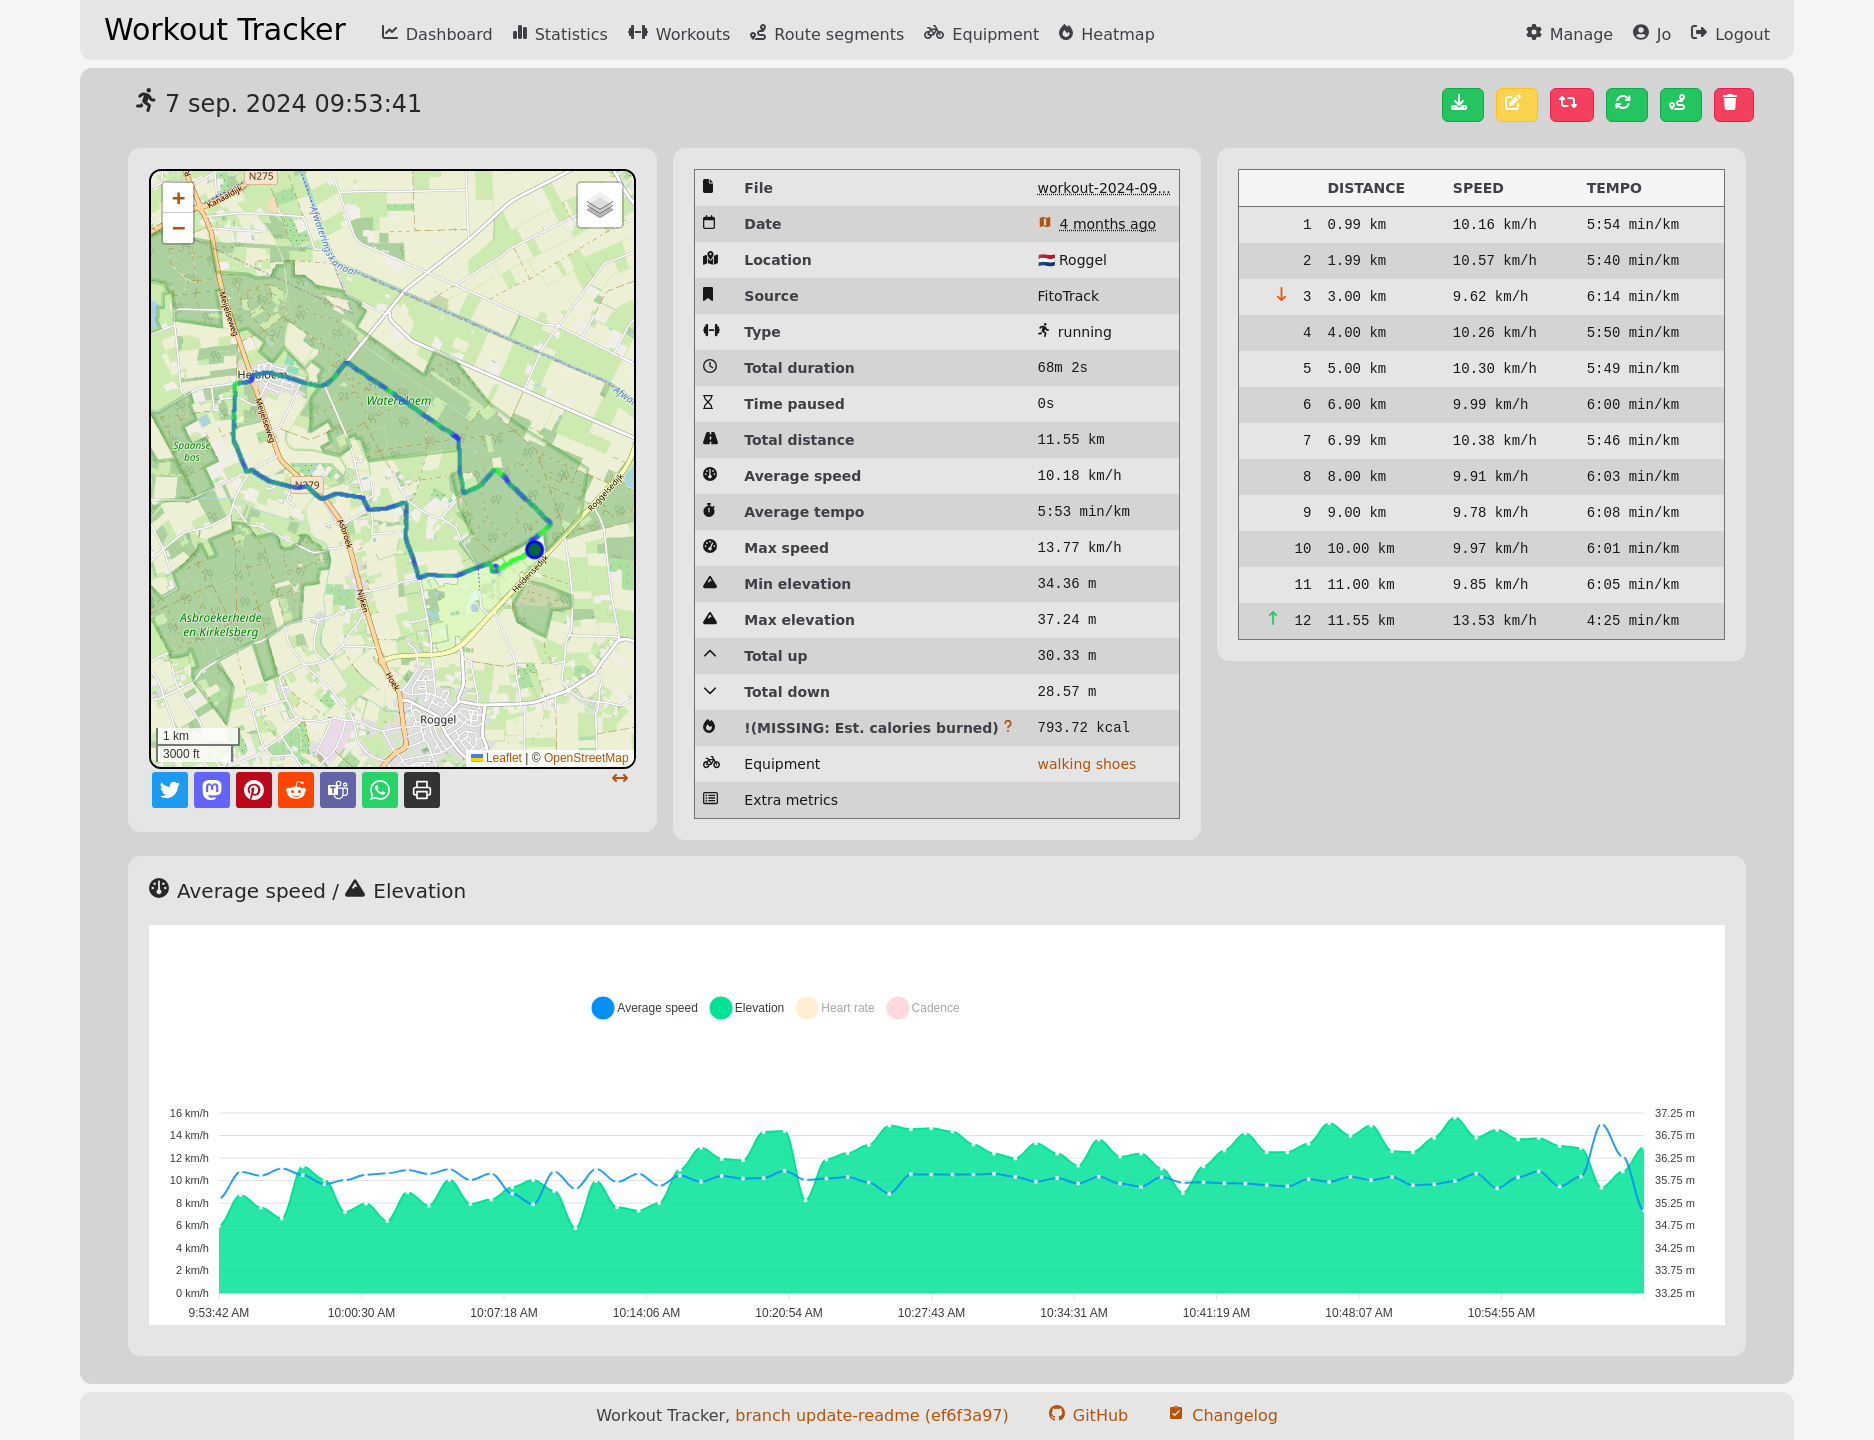 Workout Tracker Dashboard Statistics Workouts Route segments Equipment Heatmap Manage Jo Logout
7 sep. 2024 09:53:41
N275
Kanaaldijk
Afwateringskanaal
+
−
Meijelseweg
Heibloem
Waterbloem
Afwa
Meijelseweg
Spaanse
bos
N279
Roggelsedijk
Asbroek
Heldensedijk
Nijken
Asbroekerheide
en Kirkelsberg
Hoek
Roggel
1 km
3000 ft
Leaflet | © OpenStreetMap
File workout-2024-09...
Date 4 months ago
Location Roggel
Source FitoTrack
Type running
Total duration 68m 2s
Time paused 0s
Total distance 11.55 km
Average speed 10.18 km/h
Average tempo 5:53 min/km
Max speed 13.77 km/h
Min elevation 34.36 m
Max elevation 37.24 m
Total up 30.33 m
Total down 28.57 m
!(MISSING: Est. calories burned) ? 793.72 kcal
Equipment walking shoes
Extra metrics
DISTANCE SPEED TEMPO
1 0.99 km 10.16 km/h 5:54 min/km
2 1.99 km 10.57 km/h 5:40 min/km
↓ 3 3.00 km 9.62 km/h 6:14 min/km
4 4.00 km 10.26 km/h 5:50 min/km
5 5.00 km 10.30 km/h 5:49 min/km
6 6.00 km 9.99 km/h 6:00 min/km
7 6.99 km 10.38 km/h 5:46 min/km
8 8.00 km 9.91 km/h 6:03 min/km
9 9.00 km 9.78 km/h 6:08 min/km
10 10.00 km 9.97 km/h 6:01 min/km
11 11.00 km 9.85 km/h 6:05 min/km
↑ 12 11.55 km 13.53 km/h 4:25 min/km
Average speed / Elevation
Average speed Elevation Heart rate Cadence
16 km/h 37.25 m
14 km/h 36.75 m
12 km/h 36.25 m
10 km/h 35.75 m
8 km/h 35.25 m
6 km/h 34.75 m
4 km/h 34.25 m
2 km/h 33.75 m
0 km/h 33.25 m
9:53:42 AM 10:00:30 AM 10:07:18 AM 10:14:06 AM 10:20:54 AM 10:27:43 AM 10:34:31 AM 10:41:19 AM 10:48:07 AM 10:54:55 AM
Workout Tracker, branch update-readme (ef6f3a97) GitHub Changelog